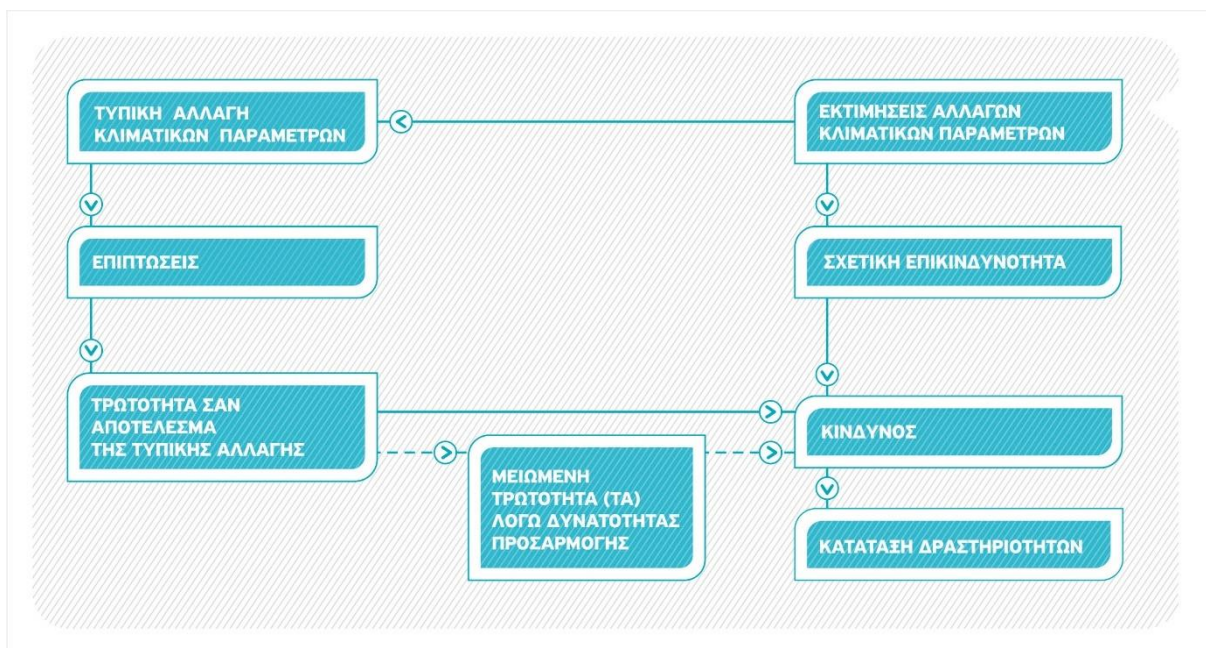 ΤΥΠΙΚΗ ΑΛΛΑΓΗ
ΚΛΙΜΑΤΙΚΩΝ ΠΑΡΑΜΕΤΡΩΝ
ΕΚΤΙΜΗΣΕΙΣ ΑΛΛΑΓΩΝ
ΚΛΙΜΑΤΙΚΩΝ ΠΑΡΑΜΕΤΡΩΝ
ΕΠΙΠΤΩΣΕΙΣ
ΣΧΕΤΙΚΗ ΕΠΙΚΙΝΔΥΝΟΤΗΤΑ
ΤΡΩΤΟΤΗΤΑ ΣΑΝ
ΑΠΟΤΕΛΕΣΜΑ
ΤΗΣ ΤΥΠΙΚΗΣ ΑΛΛΑΓΗΣ
ΚΙΝΔΥΝΟΣ
ΜΕΙΩΜΕΝΗ
ΤΡΩΤΟΤΗΤΑ (ΤΑ)
ΛΟΓΩ ΔΥΝΑΤΟΤΗΤΑΣ
ΠΡΟΣΑΡΜΟΓΗΣ
ΚΑΤΑΤΑΞΗ ΔΡΑΣΤΗΡΙΟΤΗΤΩΝ